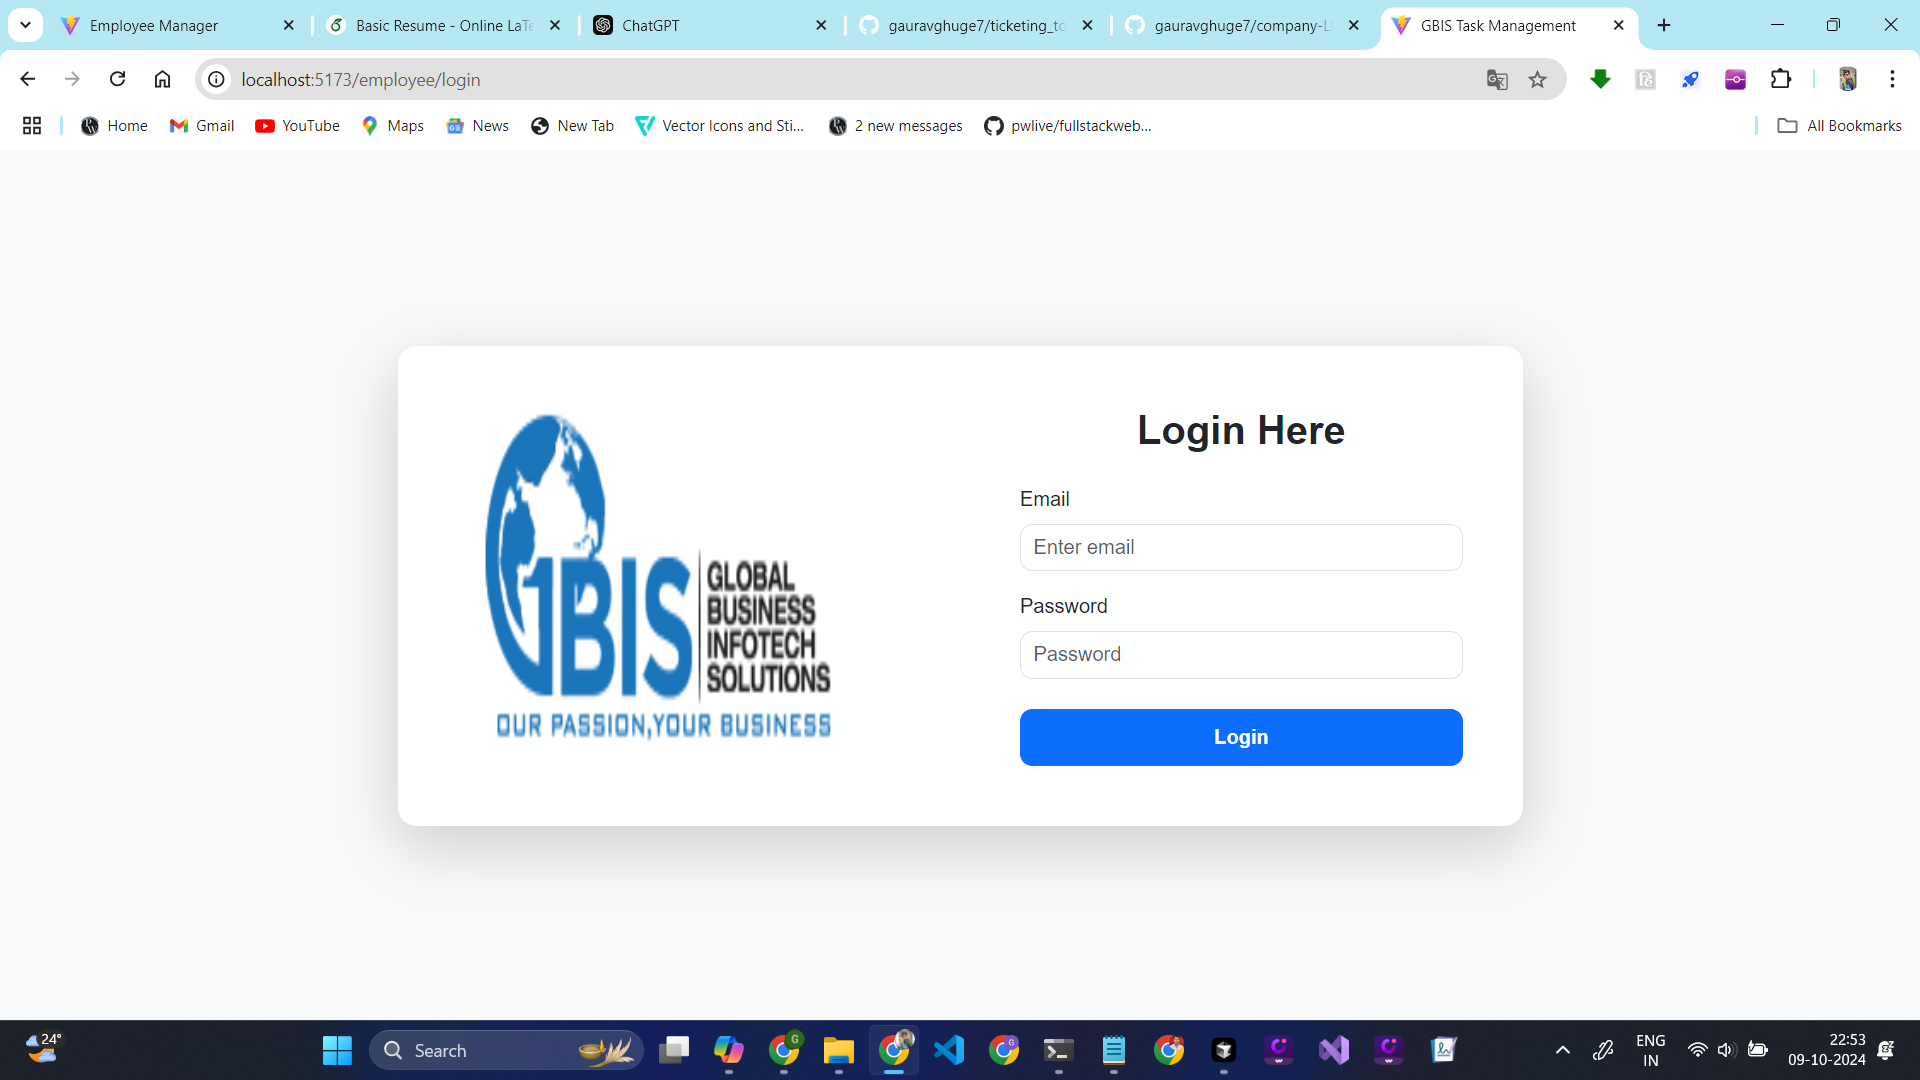 Employee Manager
Basic Resume - Online LaTe
ChatGPT
gauravghuge7/ticketing_to
gauravghuge7/company-L
GBIS Task Management
localhost:5173/employee/login
Home
Gmail
YouTube
Maps
News
New Tab
Vector Icons and Sti...
2 new messages
pwlive/fullstackweb...
All Bookmarks
GBIS
GLOBAL
BUSINESS
INFOTECH
SOLUTIONS
OUR PASSION,YOUR BUSINESS
Login Here
Email
Enter email
Password
Password
Login
24°
Search
ENG
IN
22:53
09-10-2024